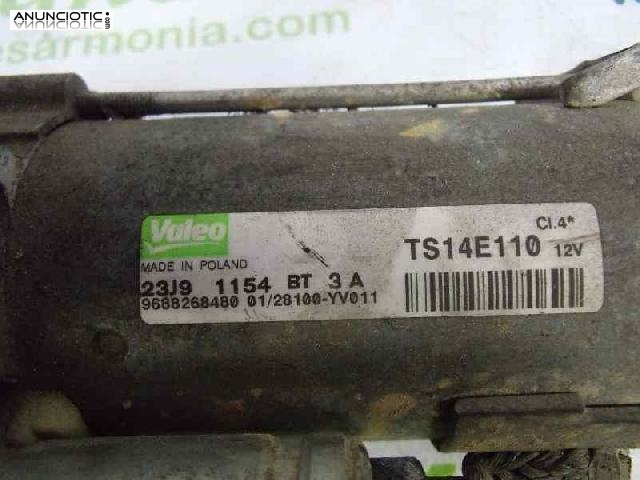 ANUNCIOTIC.com
esarmonia.com
Valeo
MADE IN POLAND
TS14E110
Cl.4*
12V
23J9 1154 BT 3 A
9688268480 01/28100-YV011